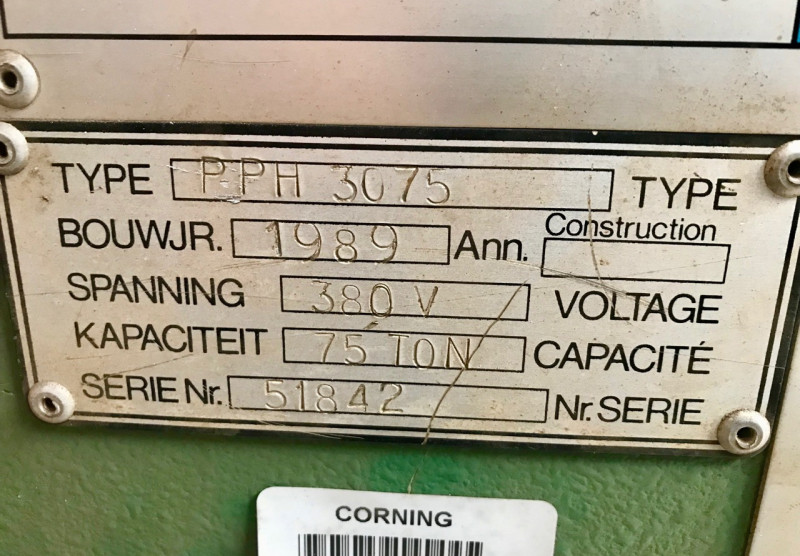 TYPE PPH 3075 TYPE
BOUWJR. 1989 Ann. Construction
SPANNING 380 V VOLTAGE
KAPACITEIT 75 TON CAPACITÉ
SERIE Nr. 51842 Nr. SERIE
CORNING